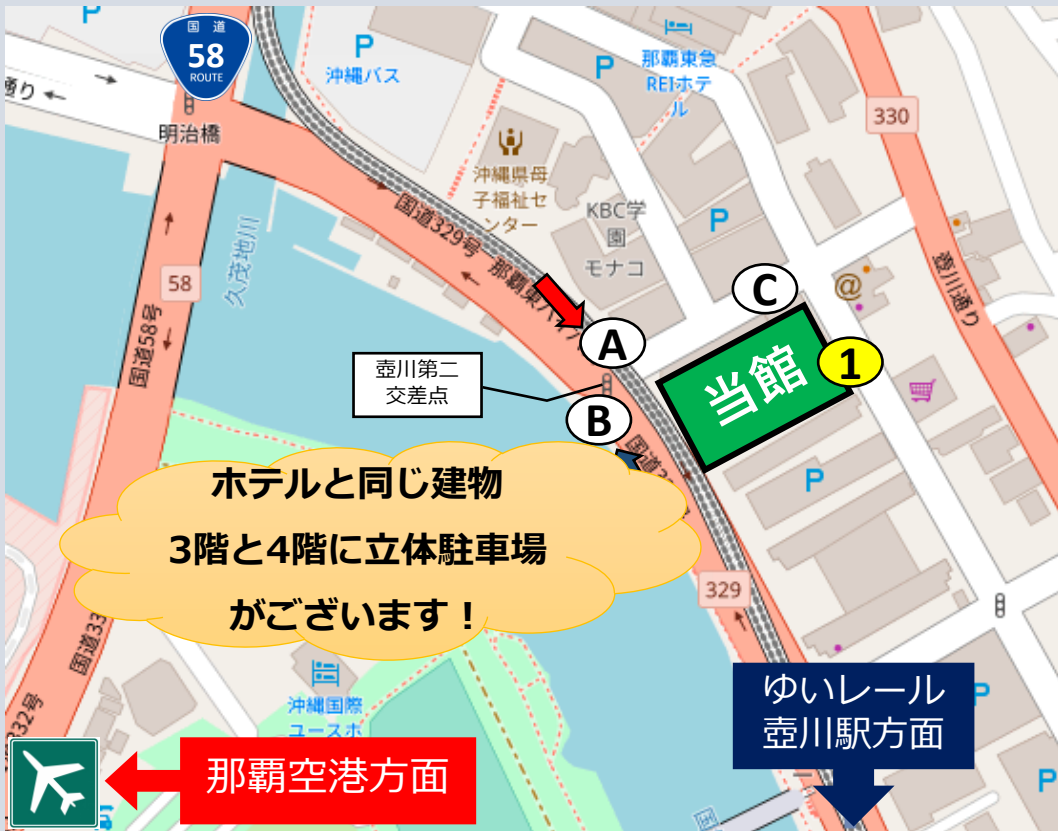 P
国道
58
ROUTE
P
沖縄バス
P
那覇東急
REIホテ
ル
330
通り
明治橋
沖縄県母
子福祉セ
ンター
KBC学
園
モナコ
P
国道329号
那覇東バイパ
久茂地川
58
国道58号
壺川通り
@
C
A
壺川第二
交差点
当館
1
B
P
国道3
ホテルと同じ建物
3階と4階に立体駐車場
がございます！
329
国道33
332号
沖縄国際
ユースホ
ゆいレール
壺川駅方面
P
那覇空港方面
P